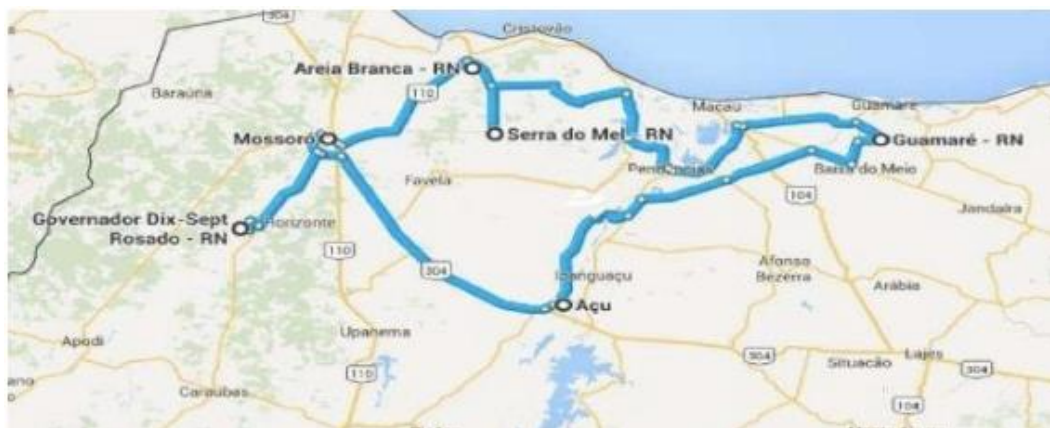 304
Cristovão
Areia Branca - RN
110
Baraúna
Macau
Guamaré
Mossoró
Serra do Mel - RN
Guamaré - RN
Pendências
Barra do Meio
Favela
104
Governador Dix-Sept
Rosado - RN
Horizonte
Jandaíra
110
304
Ipanguaçu
Afonso
Bezerra
Açu
Arábia
Upanema
Apodi
304
Situacão
Lajes
110
304
Caraúbas
104